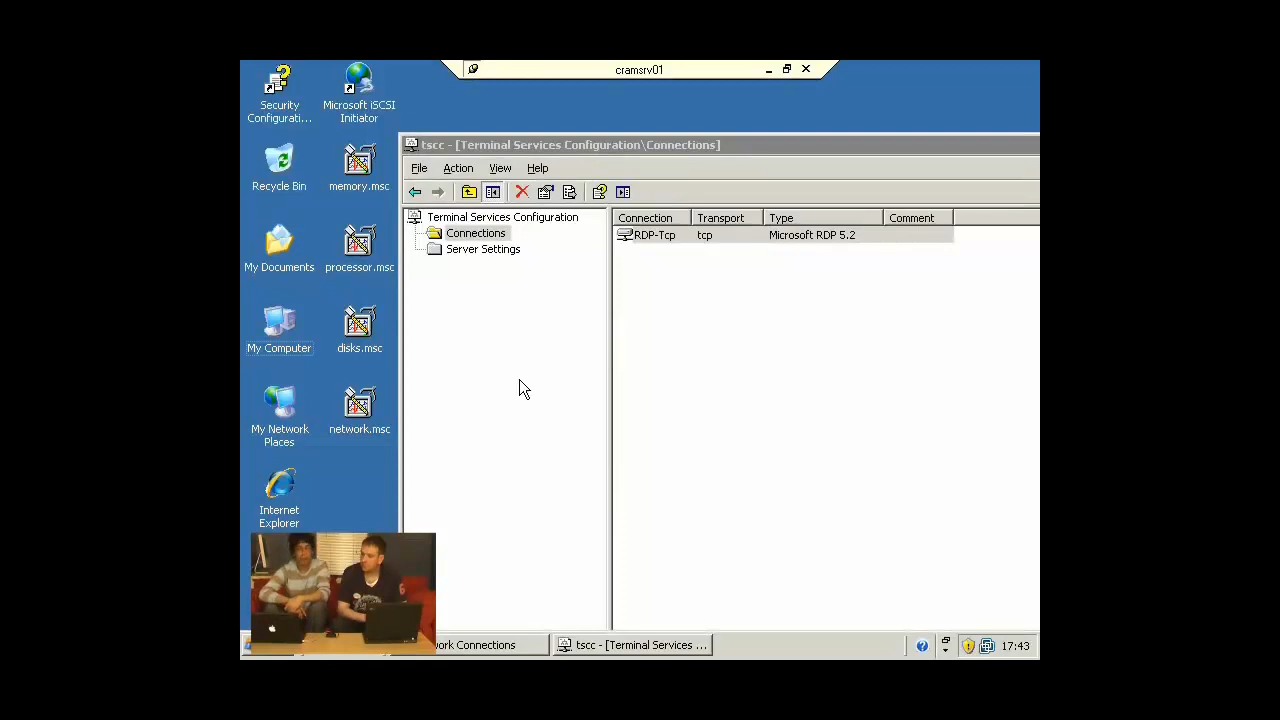 cramsrv01
Security
Configurati...
Microsoft iSCSI
Initiator
Recycle Bin
memory.msc
My Documents
processor.msc
My Computer
disks.msc
My Network
Places
network.msc
Internet
Explorer
tscc - [Terminal Services Configuration\Connections]
File Action View Help
Terminal Services Configuration
Connections
Server Settings
Connection Transport Type Comment
RDP-Tcp tcp Microsoft RDP 5.2
work Connections
tscc - [Terminal Services ...
17:43